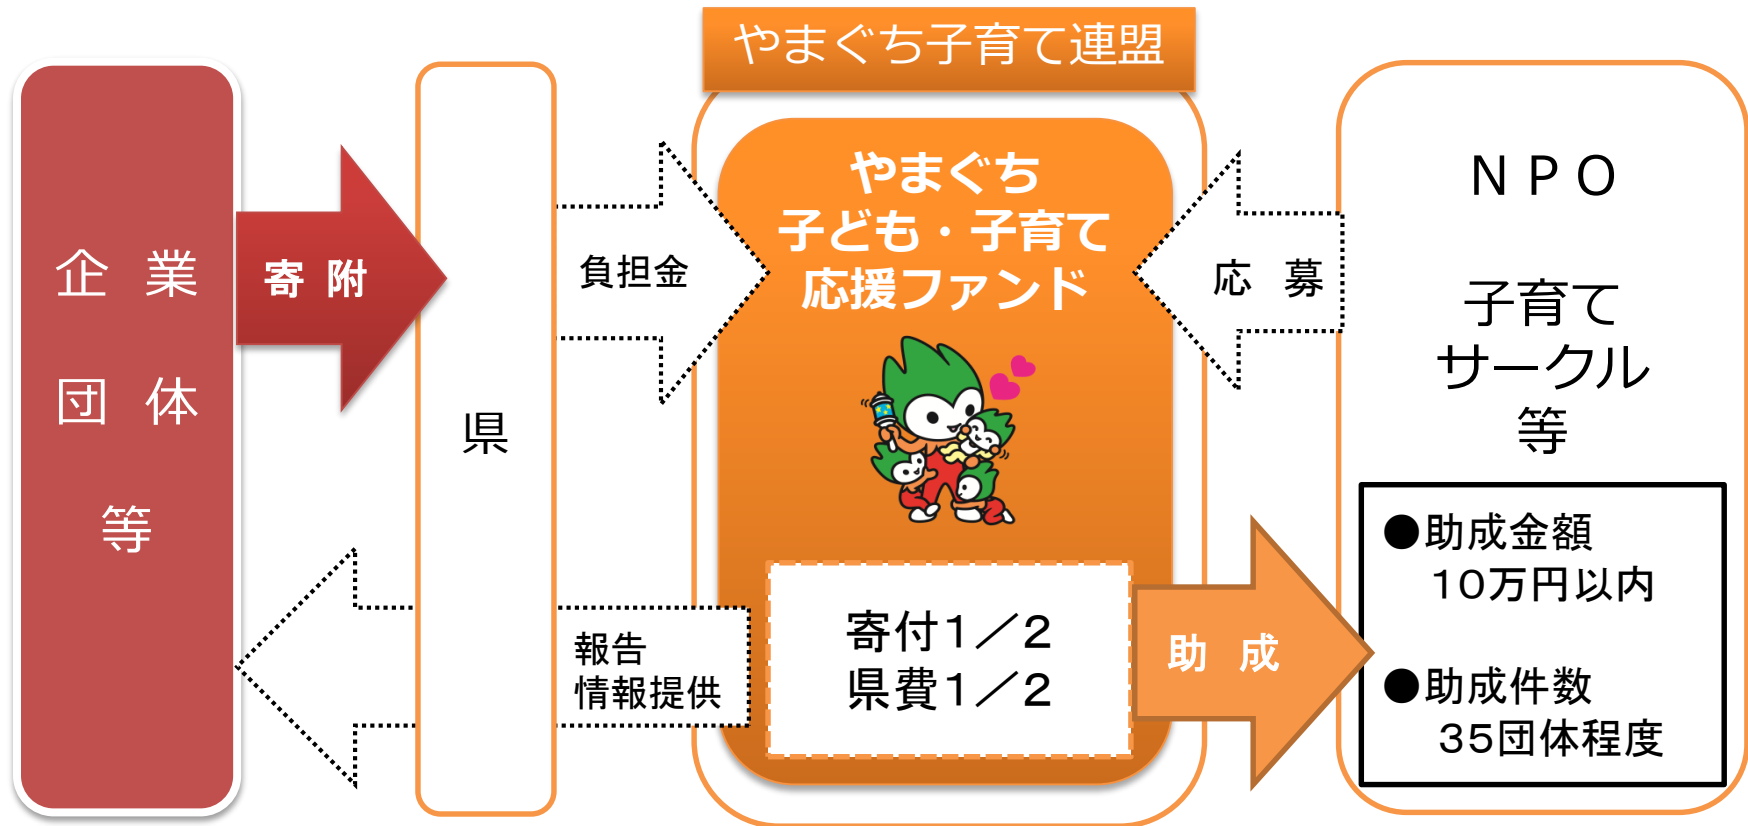 やまぐち子育て連盟
企 業
団 体
等
寄 附
県
負担金
やまぐち
子ども・子育て
応援ファンド
応 募
ＮＰＯ
子育て
サークル
等
報告
情報提供
寄付１／２
県費１／２
助 成
●助成金額
１０万円以内
●助成件数
３５団体程度